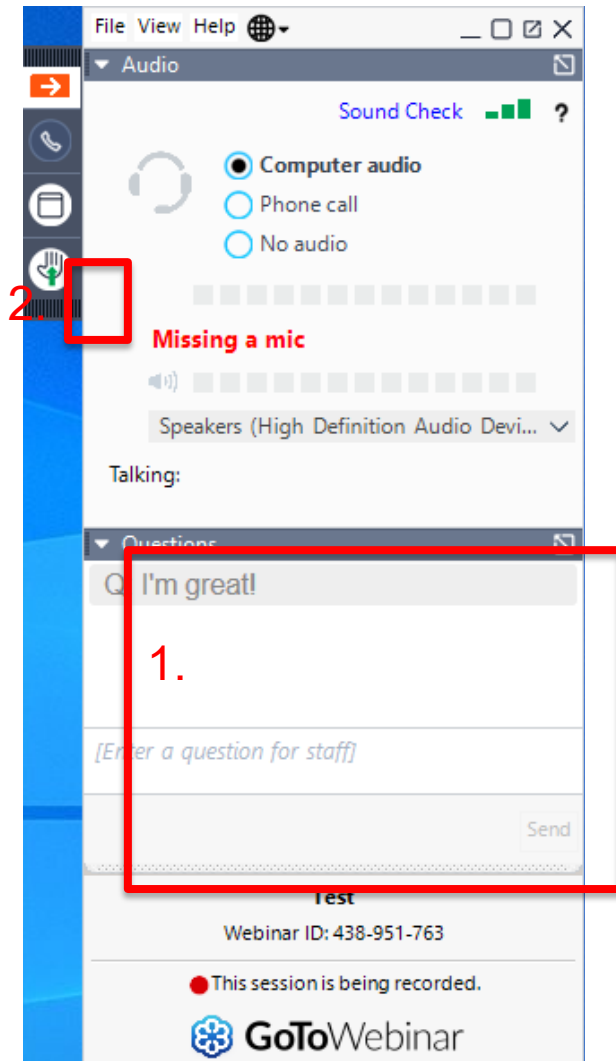 File View Help
Audio
Sound Check ?
Computer audio
Phone call
No audio
2.
Missing a mic
Speakers (High Definition Audio Devi...
Talking:
Questions
Q: I'm great!
1.
[Enter a question for staff]
Send
Test
Webinar ID: 438-951-763
This session is being recorded.
GoToWebinar